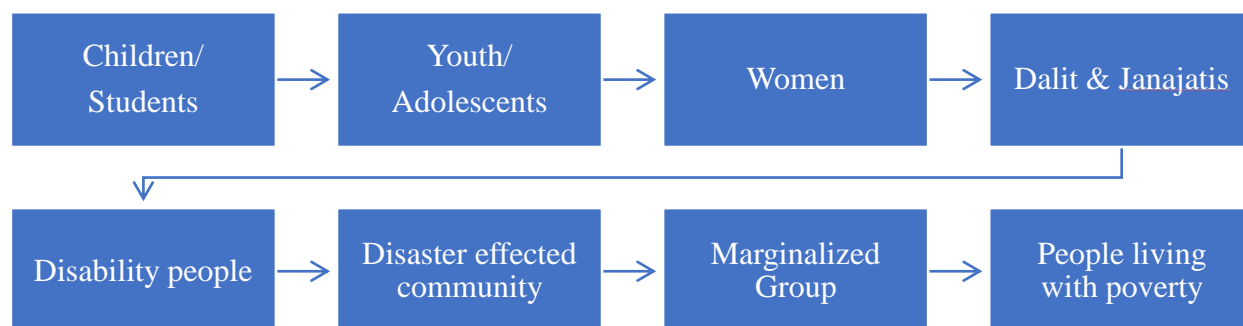 Children/
Students
Youth/
Adolescents
Women
Dalit & Janajatis
Disability people
Disaster effected
community
Marginalized
Group
People living
with poverty